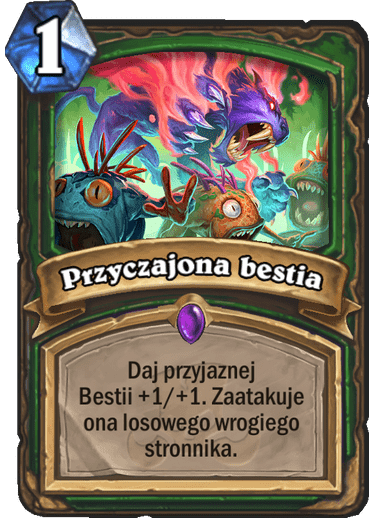 1
Przyczajona bestia
Daj przyjaznej
Bestii +1/+1. Zaatakuje
ona losowego wrogiego
stronnika.